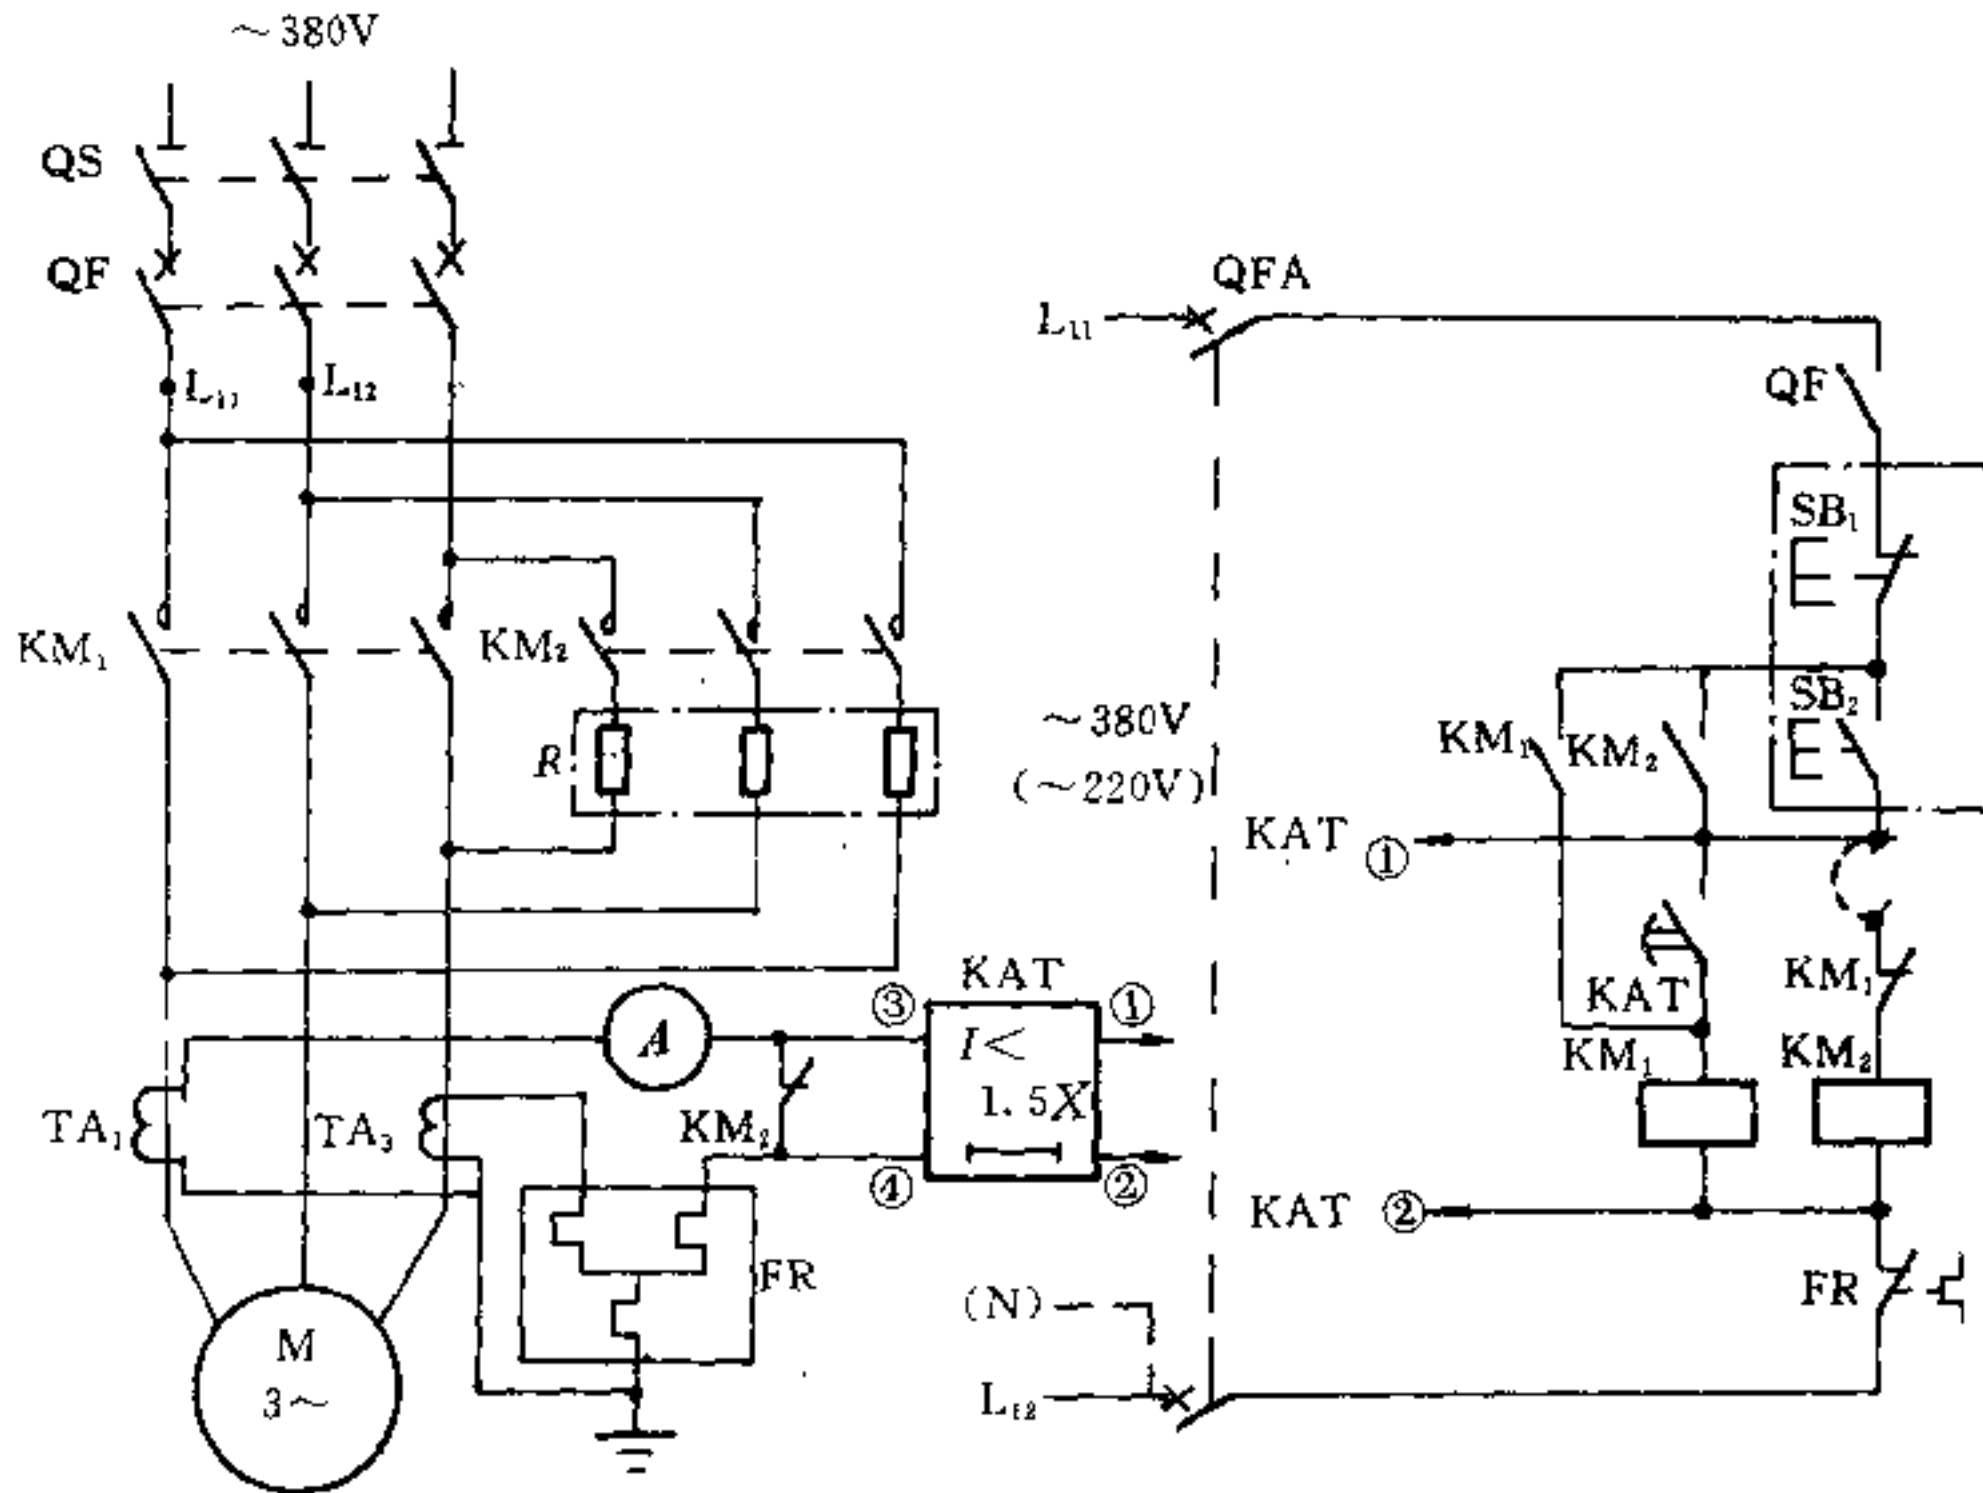 ~380V
QS
QF
L₁₁
L₁₂
KM₁
KM₂
R
KAT
③
①
I<
1.5X
④
②
A
TA₁
TA₃
KM₂
FR
M
3~
QFA
L₁₁
QF
SB₁
SB₂
~380V
(~220V)
KM₁
KM₂
KAT ①
KAT
KM₁
KM₁
KM₂
KAT ②
FR
(N)
L₁₂